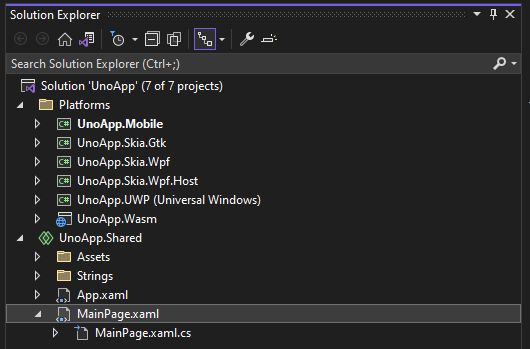 Solution Explorer
Search Solution Explorer (Ctrl+;)
Solution 'UnoApp' (7 of 7 projects)
Platforms
C# UnoApp.Mobile
C# UnoApp.Skia.Gtk
C# UnoApp.Skia.Wpf
C# UnoApp.Skia.Wpf.Host
C# UnoApp.UWP (Universal Windows)
UnoApp.Wasm
UnoApp.Shared
Assets
Strings
App.xaml
MainPage.xaml
MainPage.xaml.cs